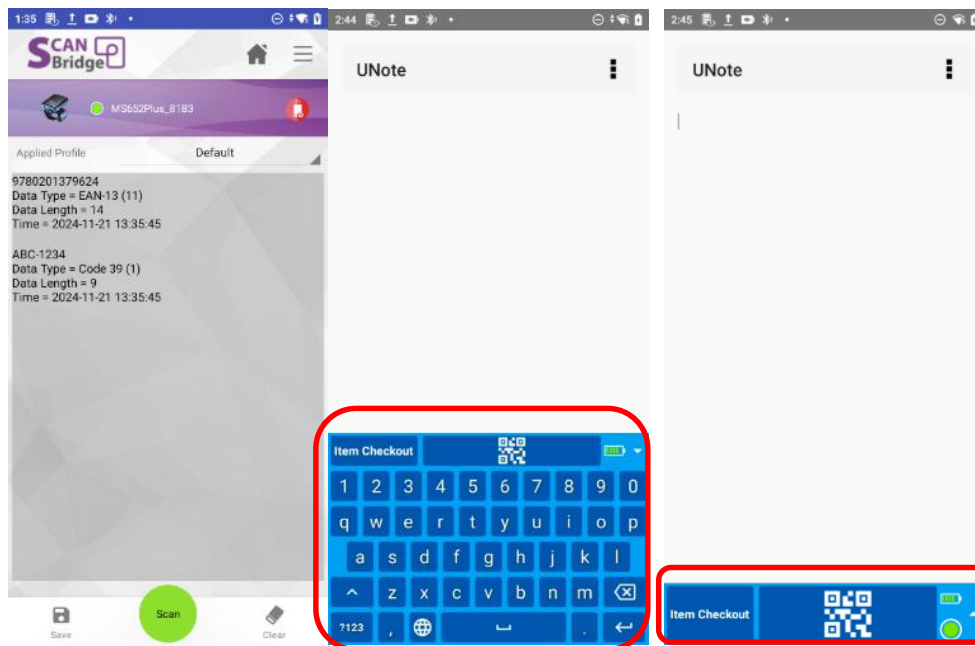 1:35
SCAN
Bridge
MS652Plus_8183
Applied Profile
Default
9780201379624
Data Type = EAN-13 (11)
Data Length = 14
Time = 2024-11-21 13:35:45
ABC-1234
Data Type = Code 39 (1)
Data Length = 9
Time = 2024-11-21 13:35:45
Save
Scan
Clear
2:44
UNote
Item Checkout
1 2 3 4 5 6 7 8 9 0
q w e r t y u i o p
a s d f g h j k l
z x c v b n m
?123 , .
2:45
UNote
Item Checkout